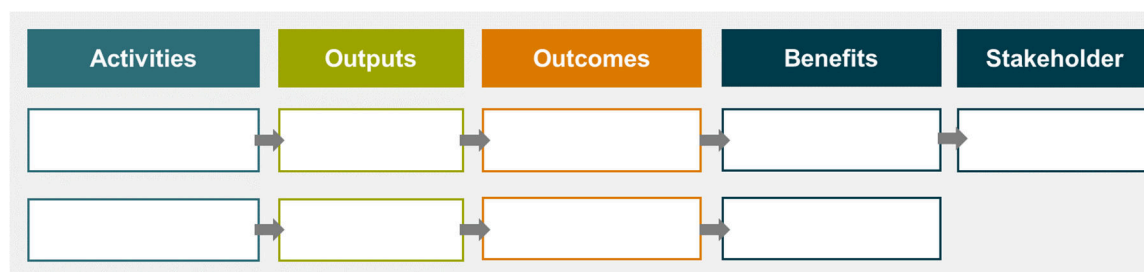 Activities
Outputs
Outcomes
Benefits
Stakeholder